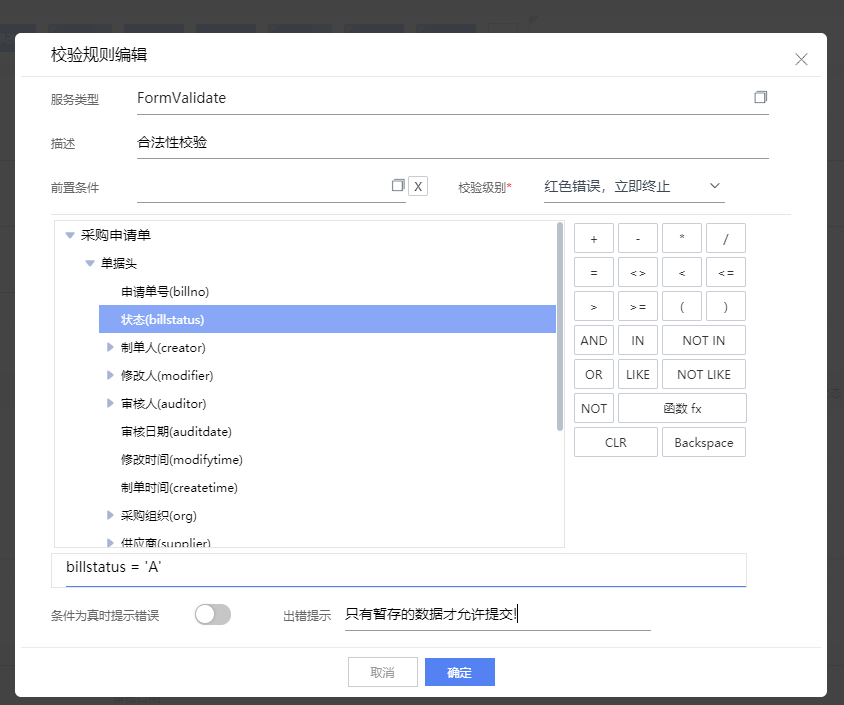 校验规则编辑
服务类型 FormValidate
描述 合法性校验
前置条件 X 校验级别* 红色错误，立即终止
采购申请单
单据头
申请单号(billno)
状态(billstatus)
制单人(creator)
修改人(modifier)
审核人(auditor)
审核日期(auditdate)
修改时间(modifytime)
制单时间(createtime)
采购组织(org)
供应商(supplier)
+ - * /
= <> < <=
> >= ( )
AND IN NOT IN
OR LIKE NOT LIKE
NOT 函数 fx
CLR Backspace
billstatus = 'A'
条件为真时提示错误 出错提示 只有暂存的数据才允许提交!
取消 确定